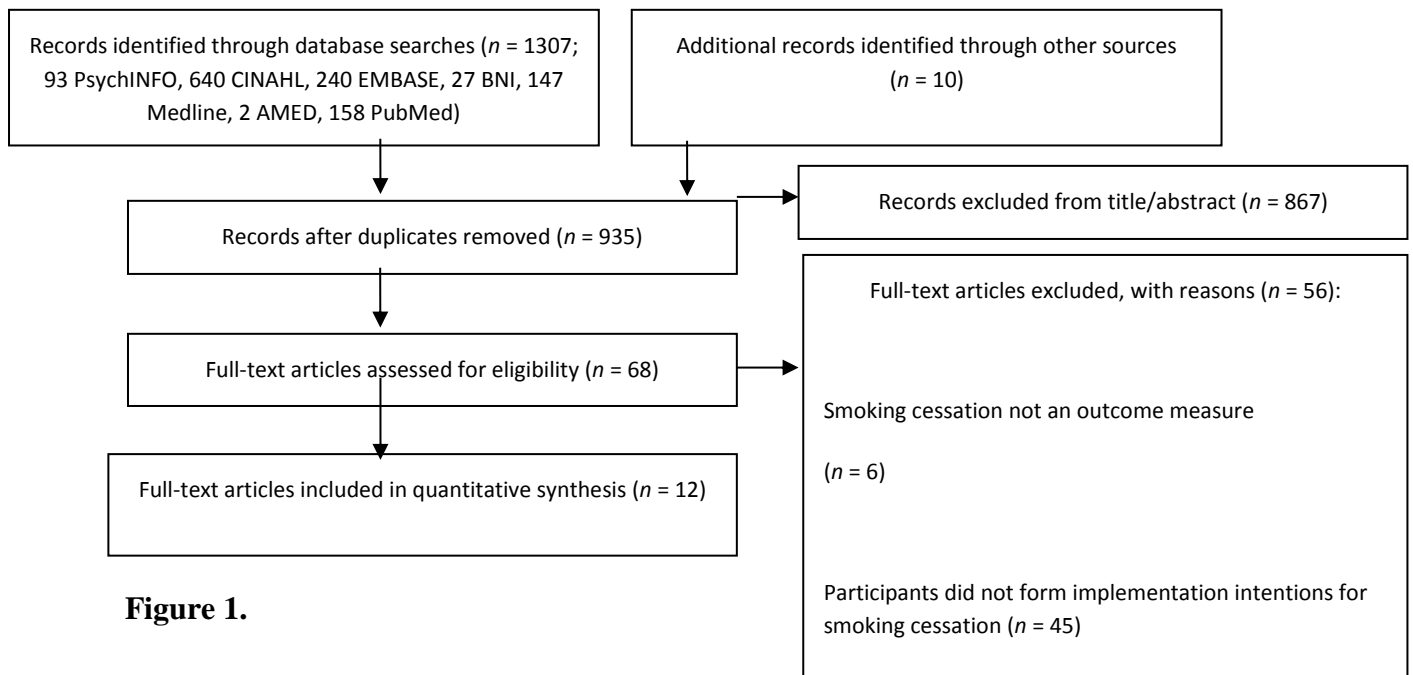 Records identified through database searches (n = 1307;
93 PsychINFO, 640 CINAHL, 240 EMBASE, 27 BNI, 147
Medline, 2 AMED, 158 PubMed)
Additional records identified through other sources
(n = 10)
Records after duplicates removed (n = 935)
Records excluded from title/abstract (n = 867)
Full-text articles assessed for eligibility (n = 68)
Full-text articles excluded, with reasons (n = 56):
Smoking cessation not an outcome measure
(n = 6)
Participants did not form implementation intentions for
smoking cessation (n = 45)
Full-text articles included in quantitative synthesis (n = 12)
Figure 1.